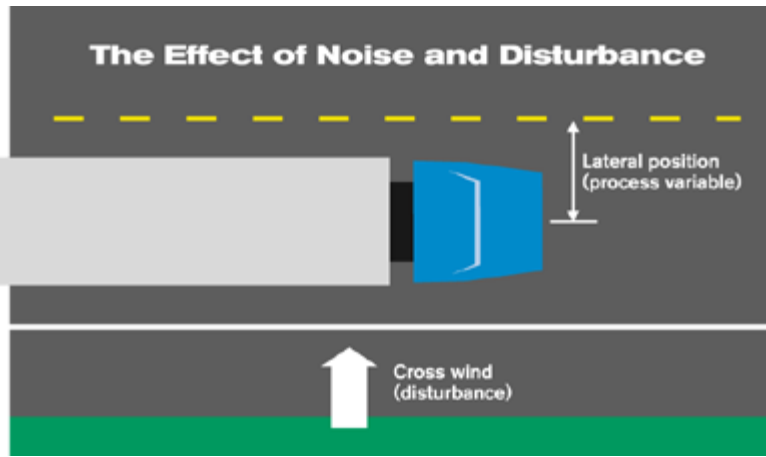 The Effect of Noise and Disturbance
Lateral position
(process variable)
Cross wind
(disturbance)